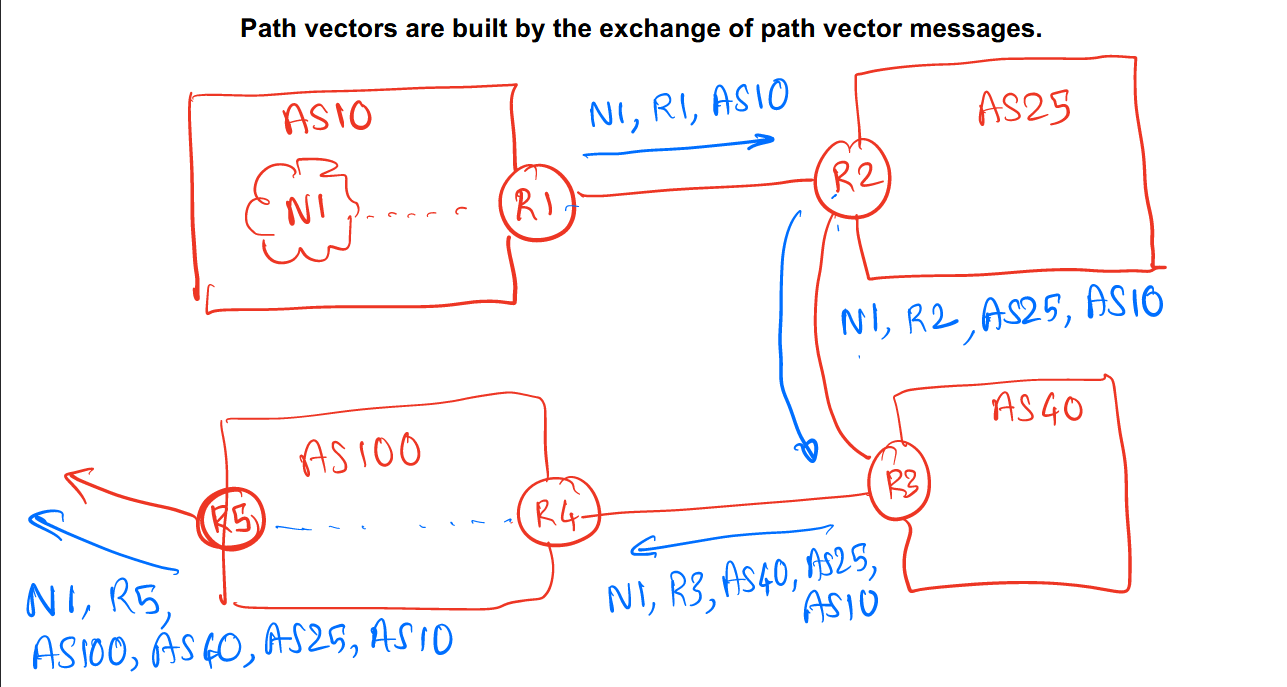 Path vectors are built by the exchange of path vector messages.
AS10
N1
R1
N1, R1, AS10
R2
AS25
N1, R2, AS25, AS10
AS40
R3
AS100
R5
R4
N1, R3, AS40, AS25,
AS10
N1, R5,
AS100, AS40, AS25, AS10